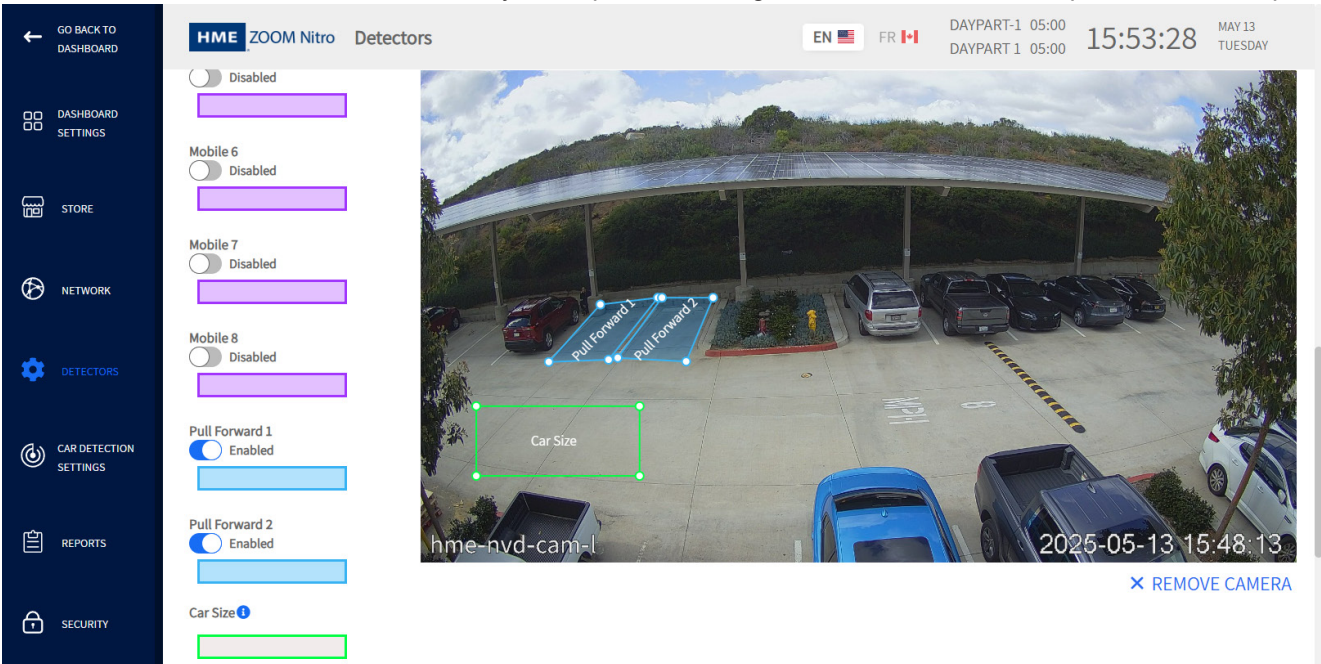 GO BACK TO
DASHBOARD
HME ZOOM Nitro Detectors
EN FR
DAYPART-1 05:00
DAYPART 1 05:00
15:53:28
MAY 13
TUESDAY
DASHBOARD
SETTINGS
STORE
NETWORK
DETECTORS
CAR DETECTION
SETTINGS
REPORTS
SECURITY
Disabled
Mobile 6
Disabled
Mobile 7
Disabled
Mobile 8
Disabled
Pull Forward 1
Enabled
Pull Forward 2
Enabled
Car Size
Pull Forward 1
Pull Forward 2
Car Size
8
hme-nvd-cam-l
2025-05-13 15:48:13
REMOVE CAMERA